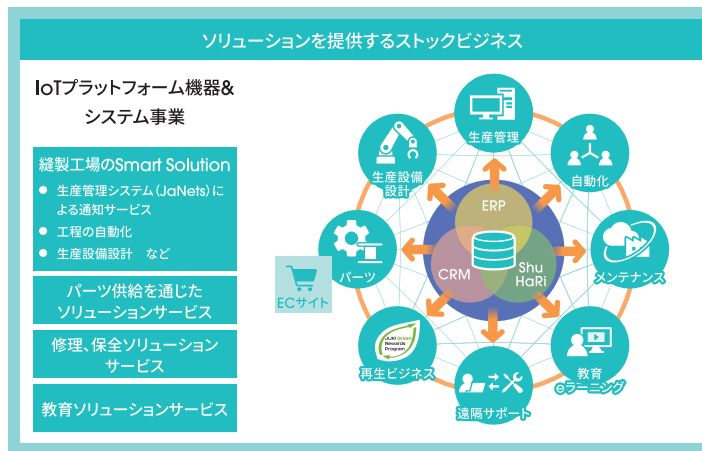 ソリューションを提供するストックビジネス
IoTプラットフォーム機器&
システム事業
縫製工場のSmart Solution
● 生産管理システム（JaNets）に
よる通知サービス
● 工程の自動化
● 生産設備設計　など
パーツ供給を通じた
ソリューションサービス
修理、保全ソリューション
サービス
教育ソリューションサービス
生産管理
自動化
メンテナンス
教育
eラーニング
遠隔サポート
JUKI Green
Rewards
Program
再生ビジネス
パーツ
ECサイト
生産設備
設計
ERP
CRM
Shu
HaRi